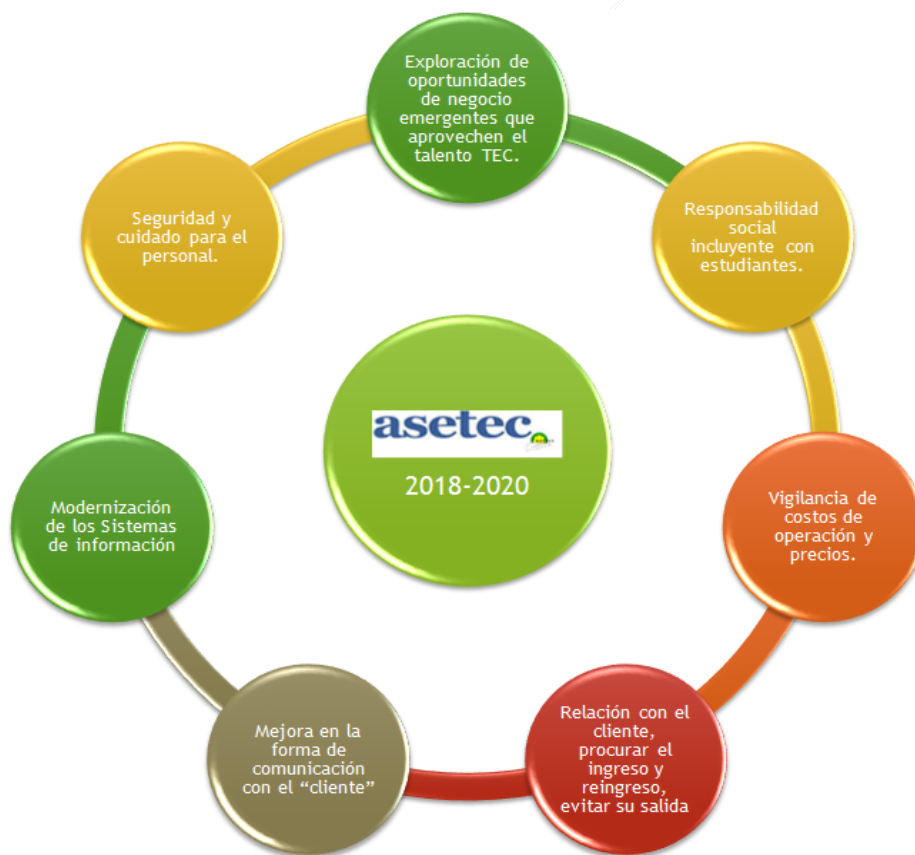 Exploración de
oportunidades
de negocio
emergentes que
aprovechen el
talento TEC.
Responsabilidad
social
incluyente con
estudiantes.
Vigilancia de
costos de
operación y
precios.
Relación con el
cliente,
procurar el
ingreso y
reingreso,
evitar su salida
Mejora en la
forma de
comunicación
con el “cliente”
Modernización
de los Sistemas
de información
Seguridad y
cuidado para el
personal.
asetec
2018-2020